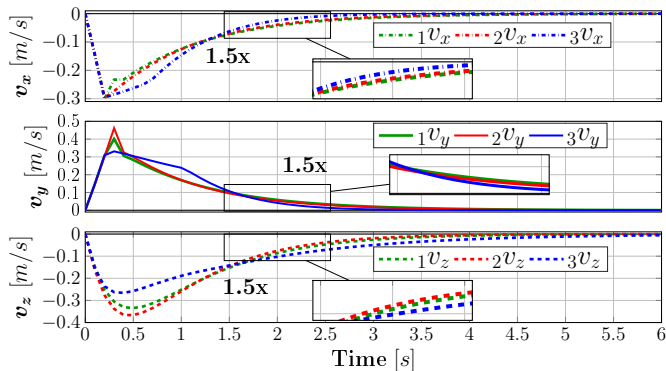 0
−0.1
−0.2
−0.3
v_x [m/s]
1.5x
1v_x 2v_x 3v_x
0.5
0.4
0.3
0.2
0.1
0
v_y [m/s]
1.5x
1v_y 2v_y 3v_y
0
−0.1
−0.2
−0.3
−0.4
v_z [m/s]
1.5x
1v_z 2v_z 3v_z
0 0.5 1 1.5 2 2.5 3 3.5 4 4.5 5 5.5 6
Time [s]